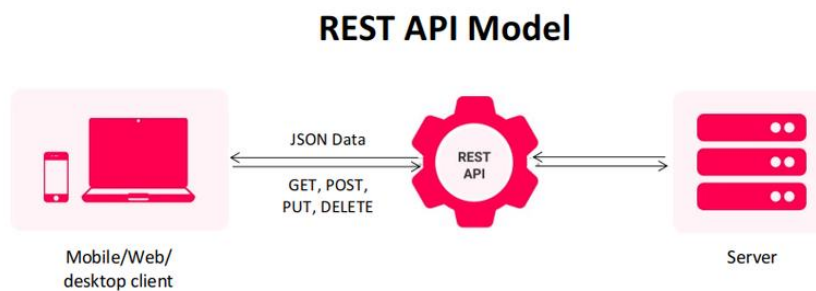 REST API Model
JSON Data
GET, POST,
PUT, DELETE
REST
API
Mobile/Web/
desktop client
Server